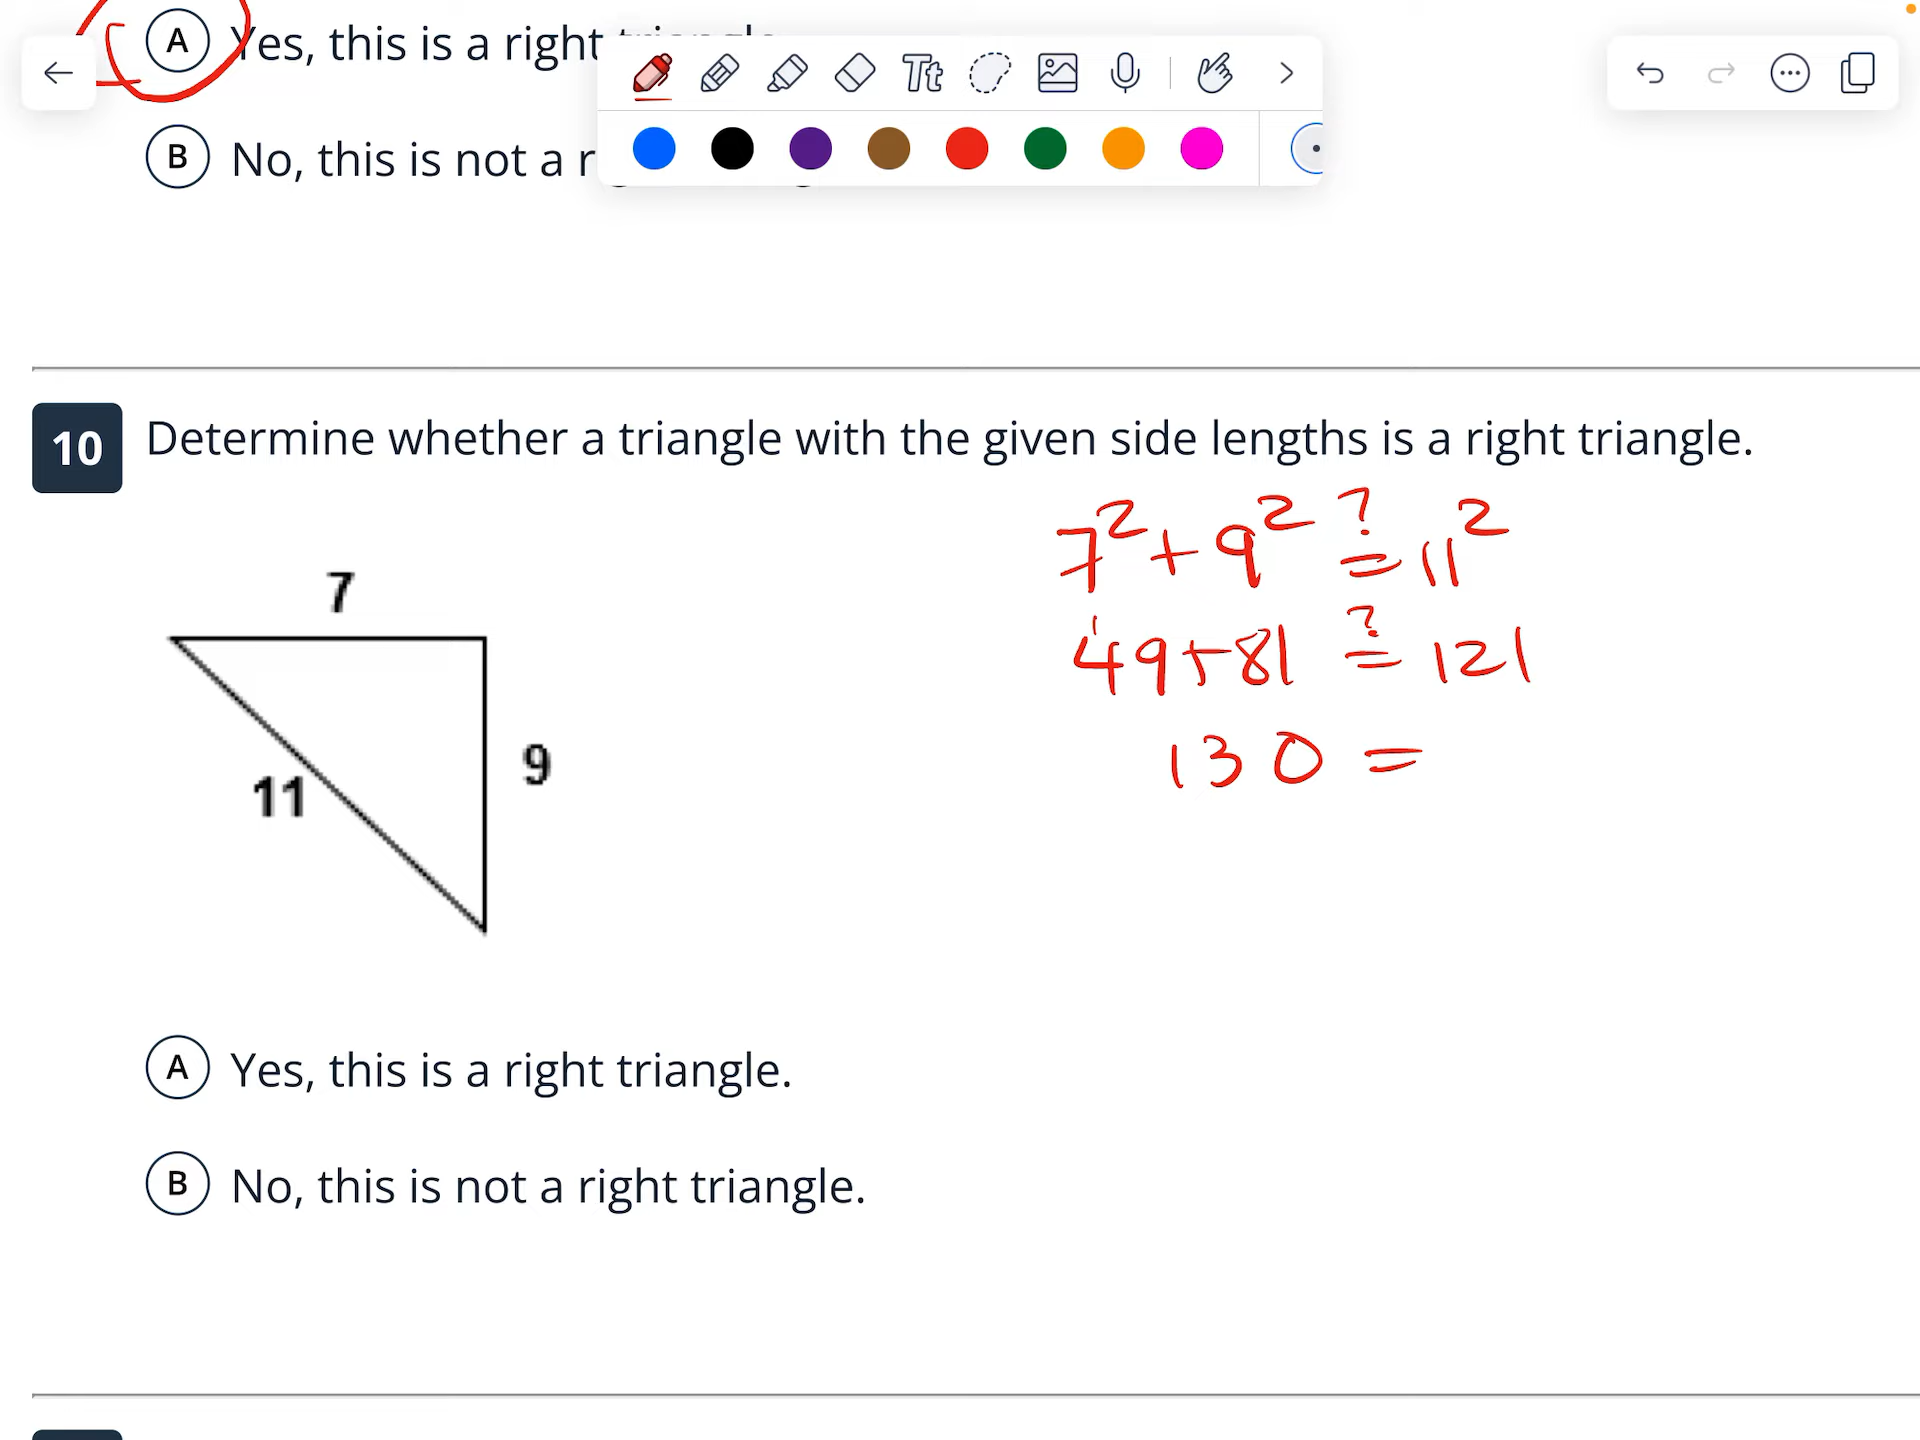 A Yes, this is a right
Tt
B No, this is not a r
10 Determine whether a triangle with the given side lengths is a right triangle.
7² + 9² ≟ 11²
49 + 81 ≟ 121
130 =
7
9
11
A Yes, this is a right triangle.
B No, this is not a right triangle.